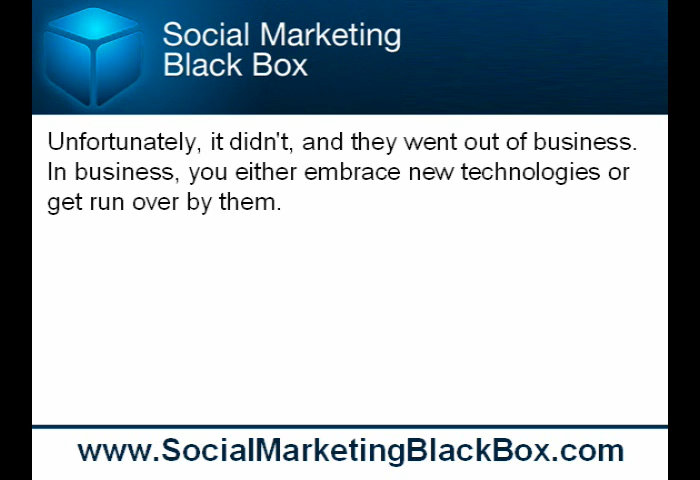 Social Marketing
Black Box
Unfortunately, it didn't, and they went out of business.
In business, you either embrace new technologies or
get run over by them.
www.SocialMarketingBlackBox.com